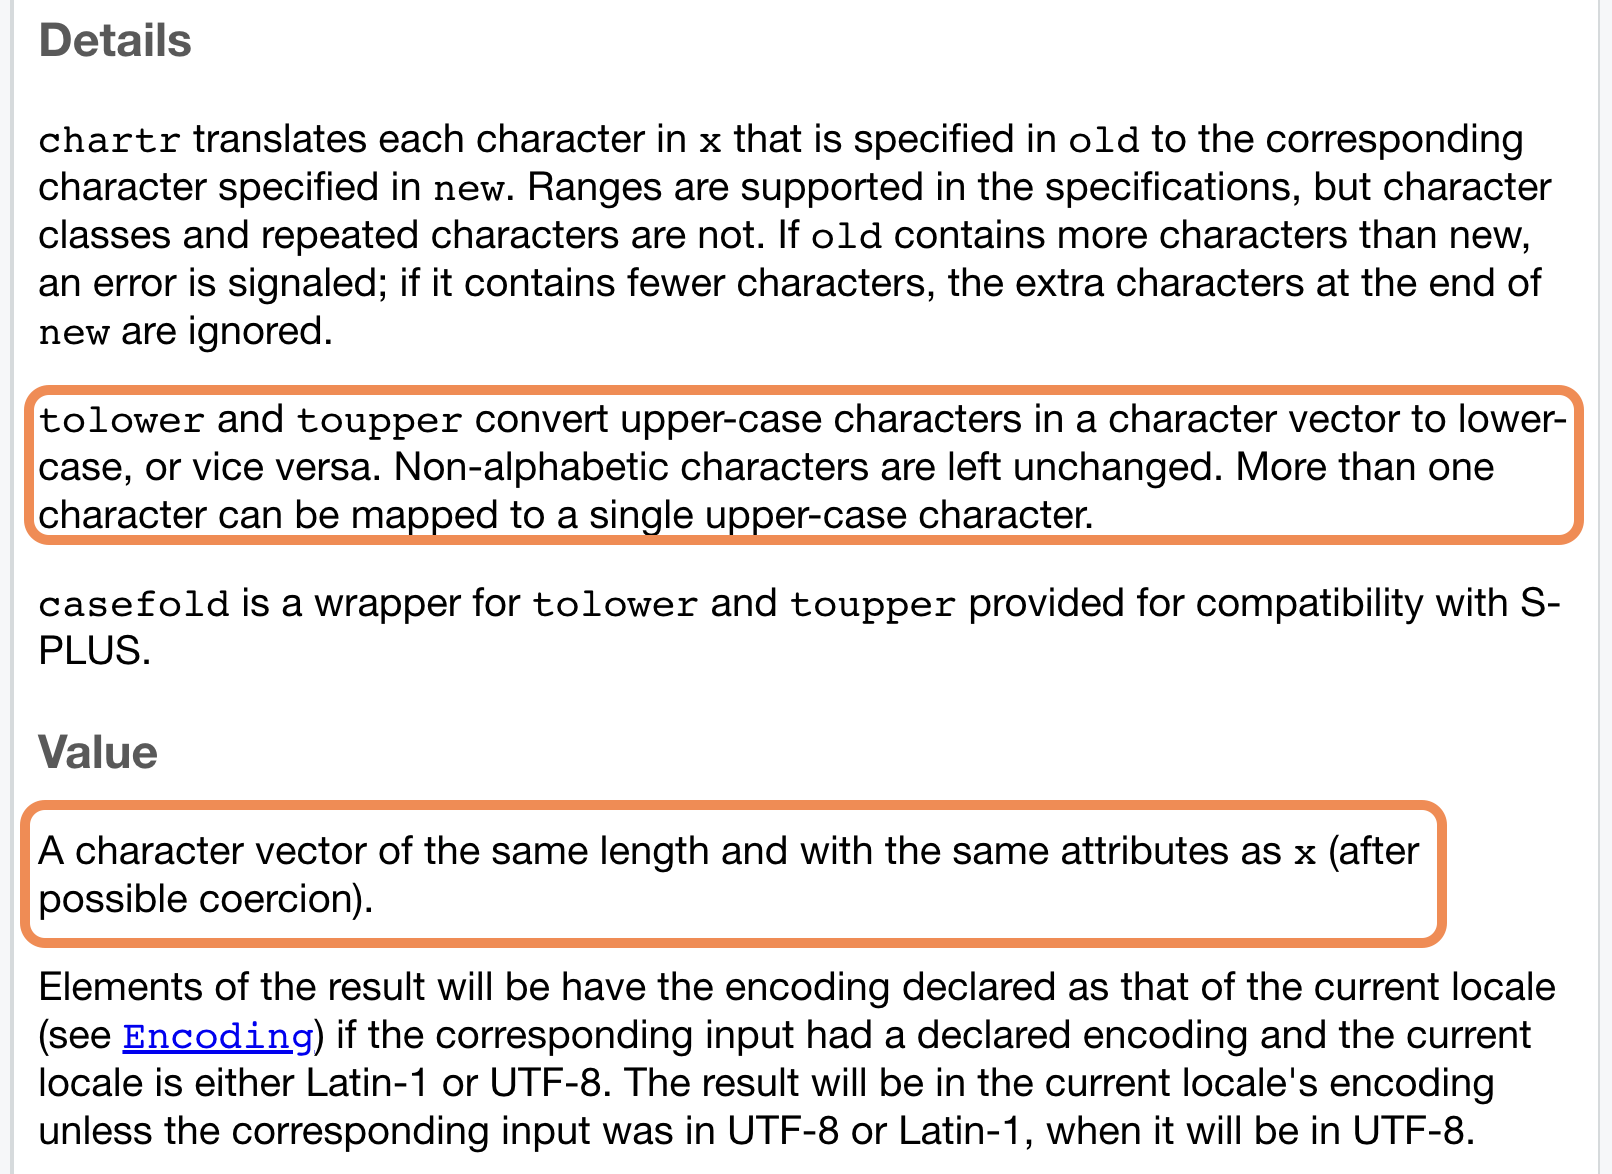 Details
chartr translates each character in x that is specified in old to the corresponding
character specified in new. Ranges are supported in the specifications, but character
classes and repeated characters are not. If old contains more characters than new,
an error is signaled; if it contains fewer characters, the extra characters at the end of
new are ignored.
tolower and toupper convert upper-case characters in a character vector to lower-
case, or vice versa. Non-alphabetic characters are left unchanged. More than one
character can be mapped to a single upper-case character.
casefold is a wrapper for tolower and toupper provided for compatibility with S-
PLUS.
Value
A character vector of the same length and with the same attributes as x (after
possible coercion).
Elements of the result will be have the encoding declared as that of the current locale
(see Encoding) if the corresponding input had a declared encoding and the current
locale is either Latin-1 or UTF-8. The result will be in the current locale's encoding
unless the corresponding input was in UTF-8 or Latin-1, when it will be in UTF-8.